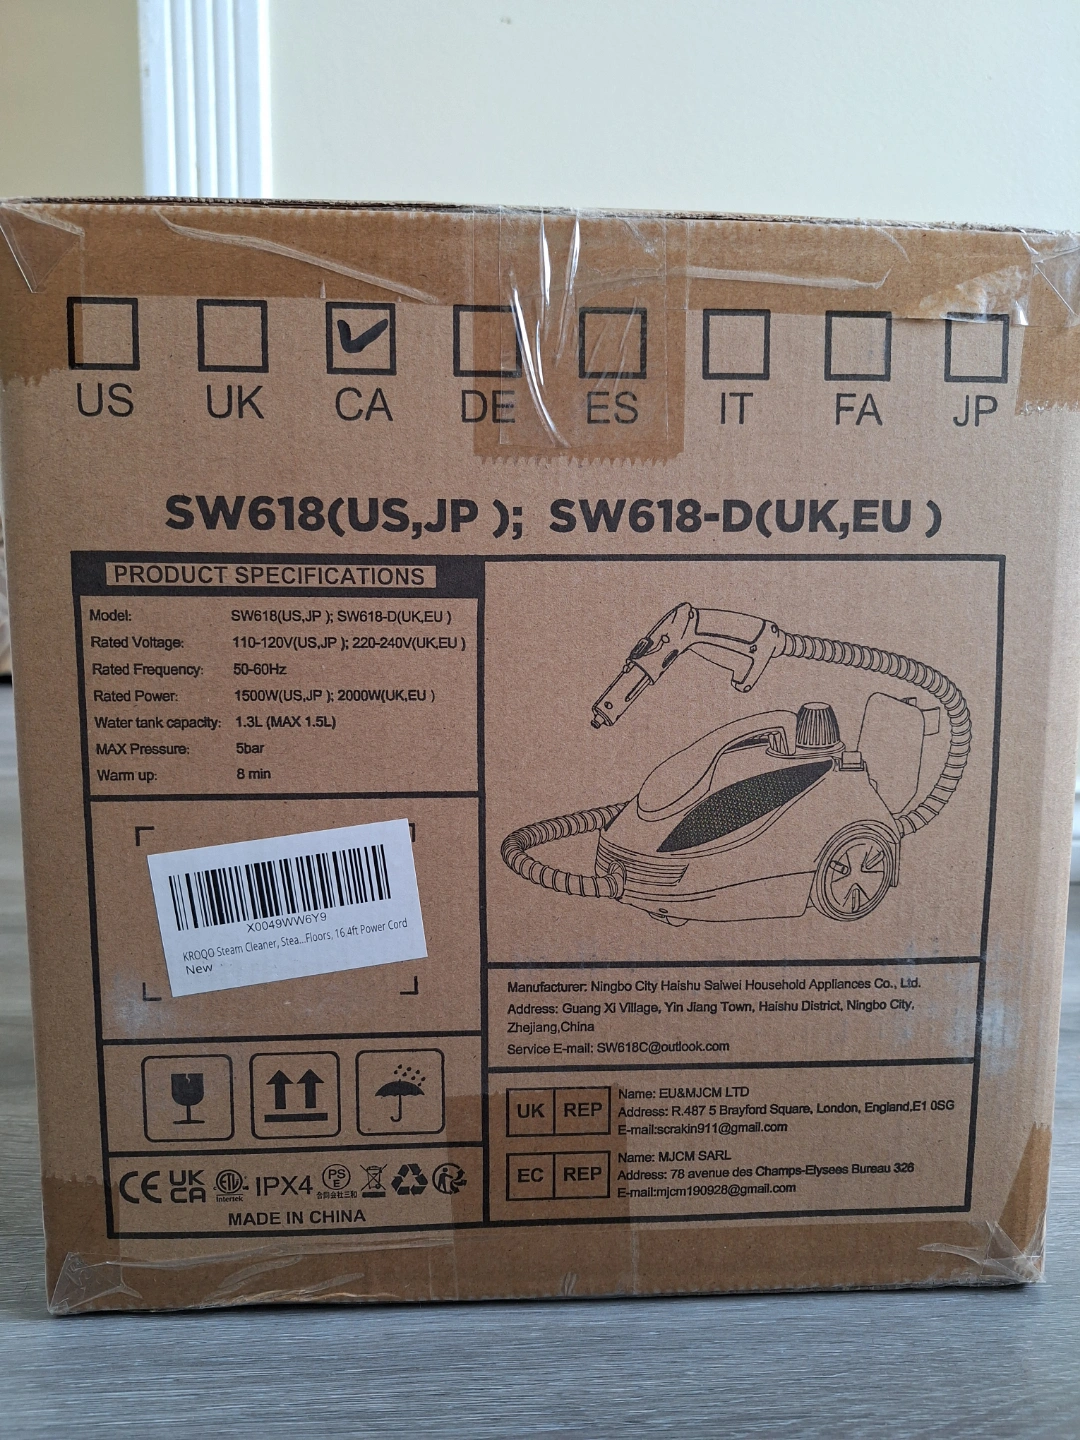 US UK CA DE ES IT FA JP
SW618(US,JP ); SW618-D(UK,EU )
PRODUCT SPECIFICATIONS
Model: SW618(US,JP ); SW618-D(UK,EU )
Rated Voltage: 110-120V(US,JP ); 220-240V(UK,EU )
Rated Frequency: 50-60Hz
Rated Power: 1500W(US,JP ); 2000W(UK,EU )
Water tank capacity: 1.3L (MAX 1.5L)
MAX Pressure: 5bar
Warm up: 8 min
X0049WW6Y9
KROQO Steam Cleaner, Stea...Floors, 16.4ft Power Cord
New
CE UK CA ETL Intertek IPX4 PS E
MADE IN CHINA
Manufacturer: Ningbo City Haishu Saiwei Household Appliances Co., Ltd.
Address: Guang Xi Village, Yin Jiang Town, Haishu District, Ningbo City,
Zhejiang,China
Service E-mail: SW618C@outlook.com
UK REP
Name: EU&MJCM LTD
Address: R.487 5 Brayford Square, London, England,E1 0SG
E-mail:scrakin911@gmail.com
EC REP
Name: MJCM SARL
Address: 78 avenue des Champs-Elysees Bureau 326
E-mail:mjcm190928@gmail.com